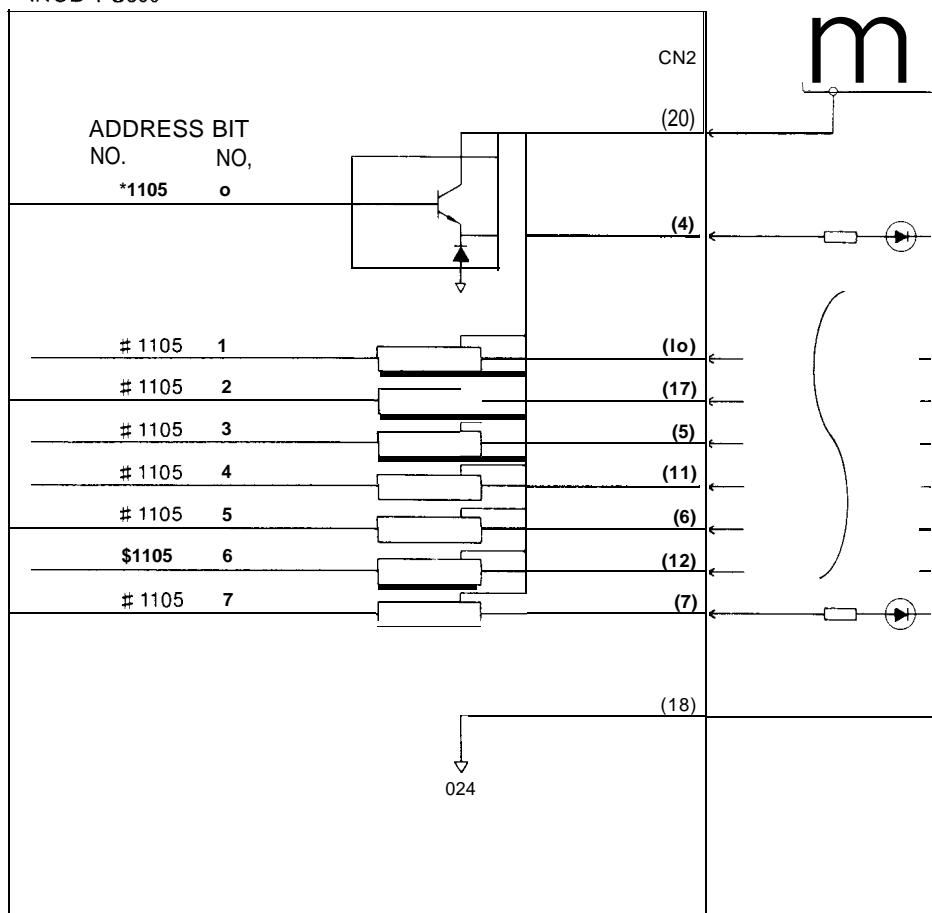 CN2
m
(20)
ADDRESS BIT
NO. NO,
*1105 o
(4)
# 1105 1 (lo)
# 1105 2 (17)
# 1105 3 (5)
# 1105 4 (11)
# 1105 5 (6)
$1105 6 (12)
# 1105 7 (7)
(18)
024